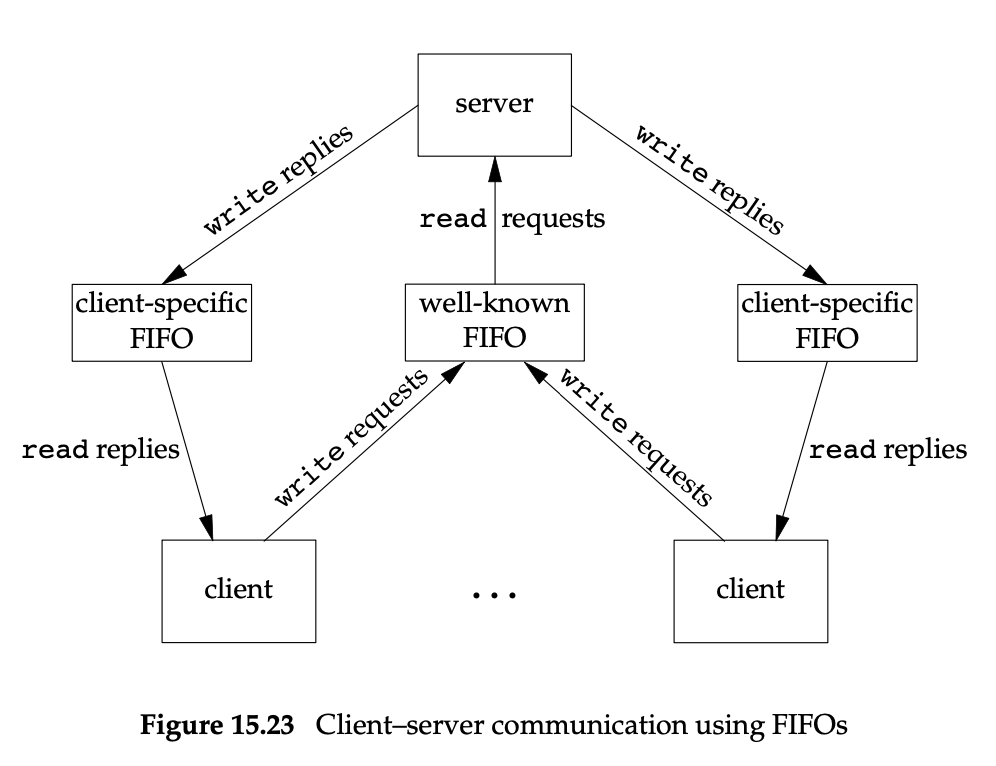 server
write replies
write replies
read requests
client-specific
FIFO
well-known
FIFO
client-specific
FIFO
read replies
write requests
write requests
read replies
client
...
client
Figure 15.23 Client–server communication using FIFOs